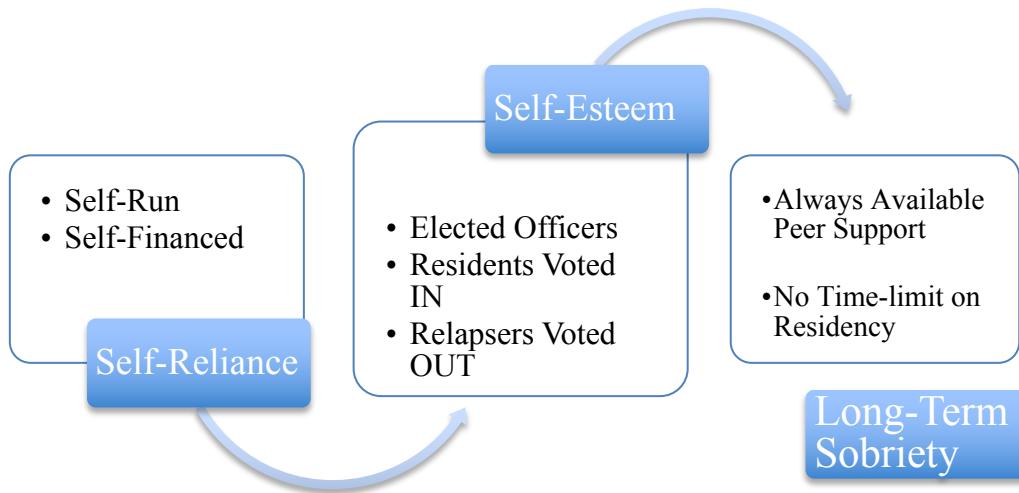 • Self-Run
• Self-Financed
Self-Reliance
Self-Esteem
• Elected Officers
• Residents Voted
IN
• Relapsers Voted
OUT
•Always Available
Peer Support
•No Time-limit on
Residency
Long-Term
Sobriety